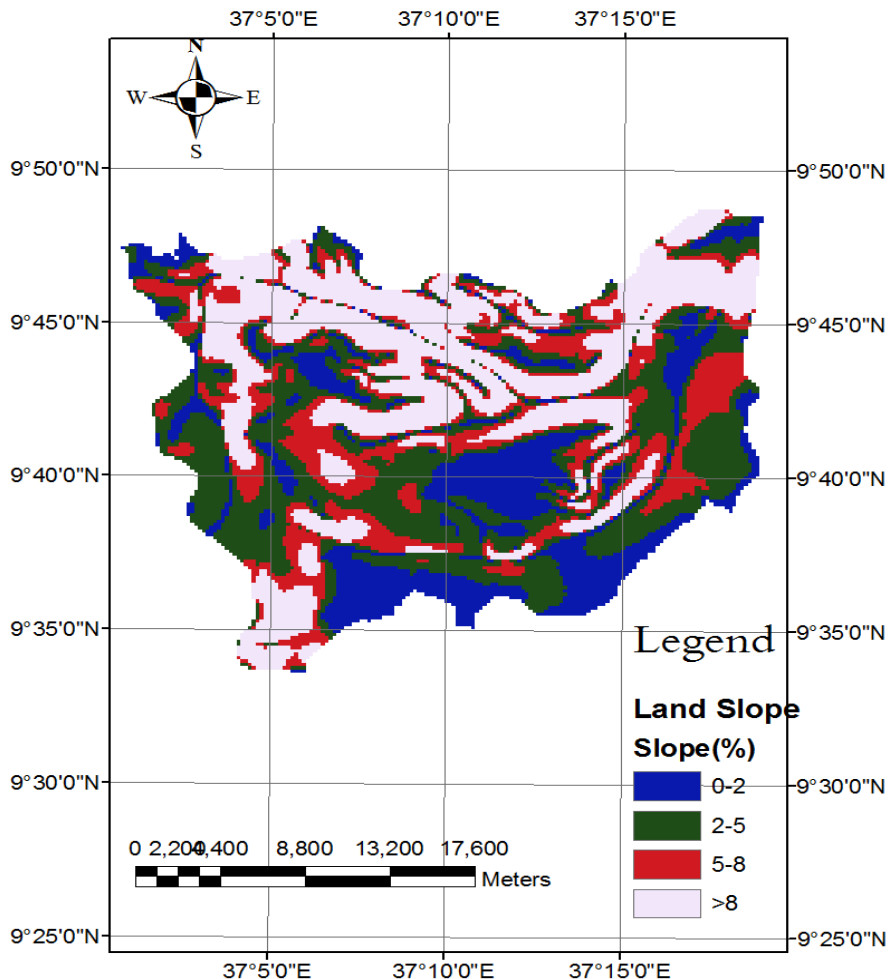 37°5'0"E 37°10'0"E 37°15'0"E
N
W E
S
9°50'0"N 9°50'0"N
9°45'0"N 9°45'0"N
9°40'0"N 9°40'0"N
9°35'0"N 9°35'0"N
Legend
Land Slope
Slope(%)
9°30'0"N 9°30'0"N
0-2
2-5
0 2,200 4,400 8,800 13,200 17,600
5-8
Meters
>8
9°25'0"N 9°25'0"N
37°5'0"E 37°10'0"E 37°15'0"E